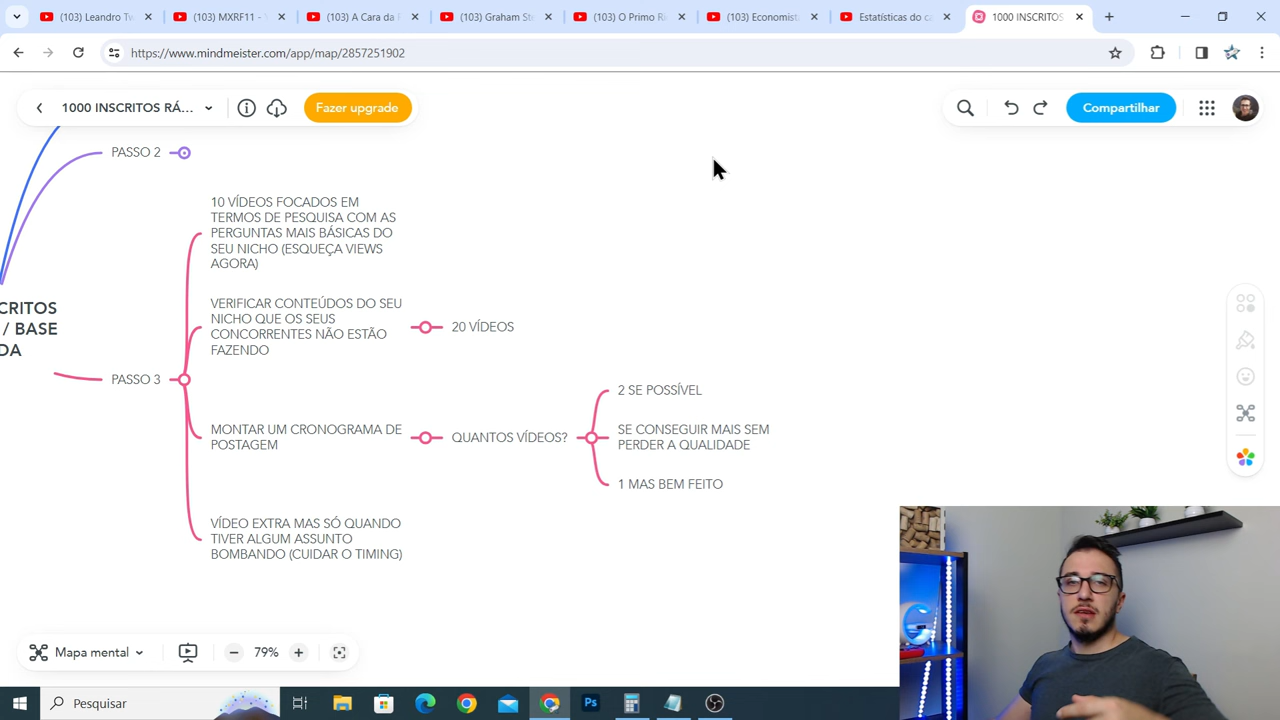 (103) Leandro Tw
(103) MXRF11 -
(103) A Cara da
(103) Graham St
(103) O Primo Ri
(103) Economist
Estatísticas do ca
1000 INSCRITOS
https://www.mindmeister.com/app/map/2857251902
1000 INSCRITOS RÁ...
Fazer upgrade
Compartilhar
PASSO 2
10 VÍDEOS FOCADOS EM
TERMOS DE PESQUISA COM AS
PERGUNTAS MAIS BÁSICAS DO
SEU NICHO (ESQUEÇA VIEWS
AGORA)
CRITOS
/ BASE
DA
VERIFICAR CONTEÚDOS DO SEU
NICHO QUE OS SEUS
CONCORRENTES NÃO ESTÃO
FAZENDO
20 VÍDEOS
PASSO 3
MONTAR UM CRONOGRAMA DE
POSTAGEM
QUANTOS VÍDEOS?
2 SE POSSÍVEL
SE CONSEGUIR MAIS SEM
PERDER A QUALIDADE
1 MAS BEM FEITO
VÍDEO EXTRA MAS SÓ QUANDO
TIVER ALGUM ASSUNTO
BOMBANDO (CUIDAR O TIMING)
Mapa mental
79%
Pesquisar
Ps